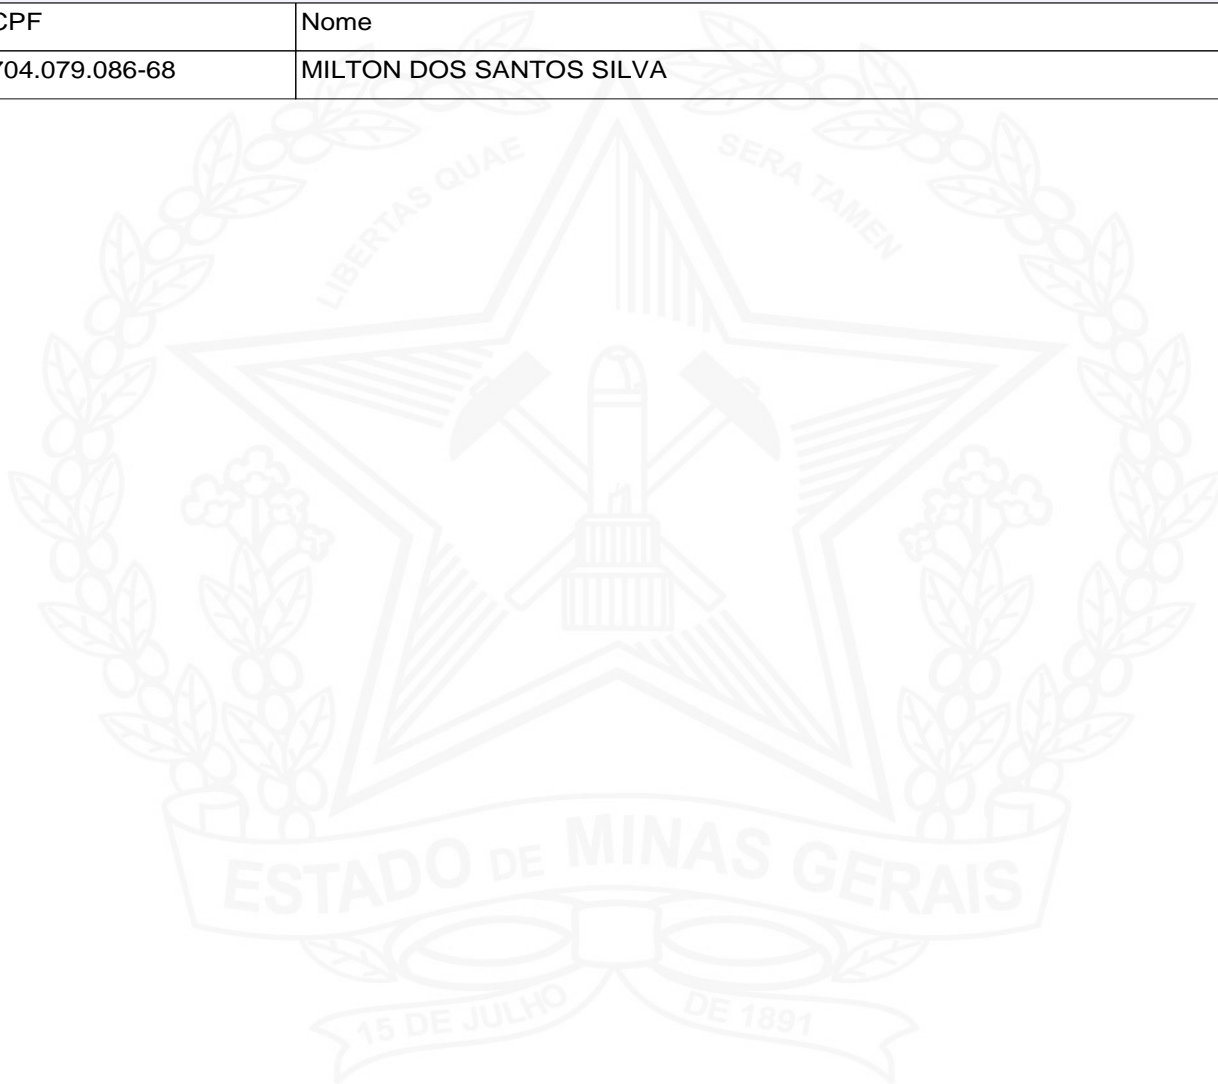 CPF Nome
704.079.086-68 MILTON DOS SANTOS SILVA
LIBERTAS QUAE SERA TAMEN
ESTADO DE MINAS GERAIS
15 DE JULHO DE 1891